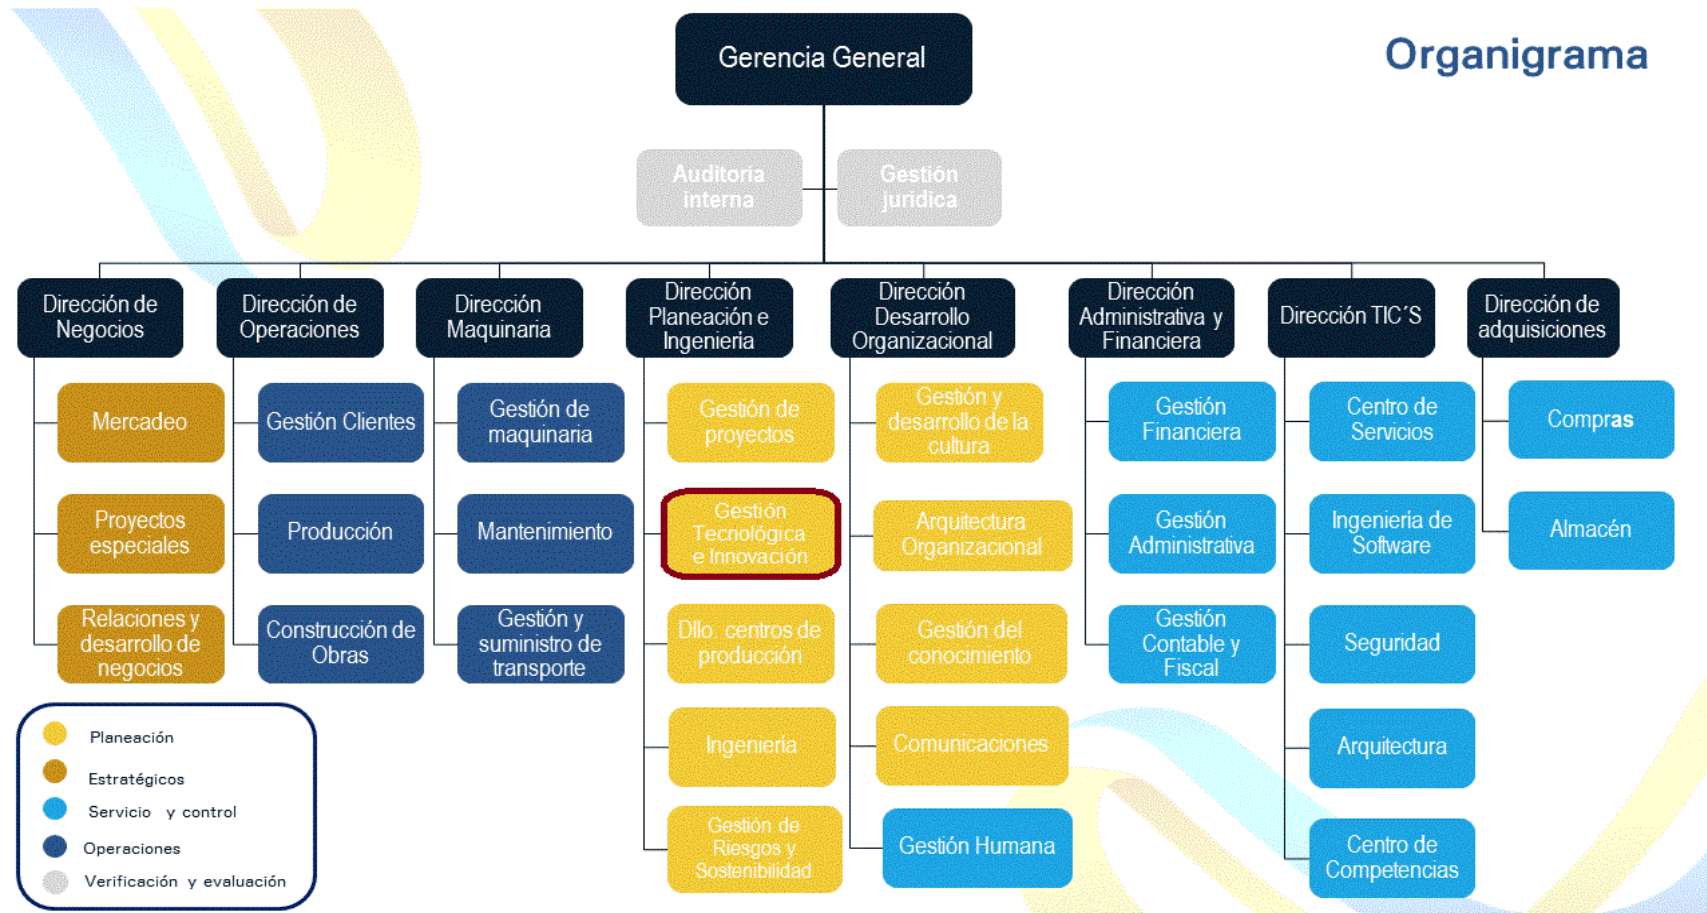 Organigrama
Gerencia General
Auditoria
interna
Gestión
jurídica
Dirección de
Negocios
Dirección de
Operaciones
Dirección
Maquinaria
Dirección
Planeación e
Ingeniería
Dirección
Desarrollo
Organizacional
Dirección
Administrativa y
Financiera
Dirección TIC´S
Dirección de
adquisiciones
Mercadeo
Proyectos
especiales
Relaciones y
desarrollo de
negocios
Gestión Clientes
Producción
Construcción de
Obras
Gestión de
maquinaria
Mantenimiento
Gestión y
suministro de
transporte
Gestión de
proyectos
Gestión
Tecnológica
e Innovación
Dllo. centros de
producción
Ingeniería
Gestión de
Riesgos y
Sostenibilidad
Gestión y
desarrollo de la
cultura
Arquitectura
Organizacional
Gestión del
conocimiento
Comunicaciones
Gestión Humana
Gestión
Financiera
Gestión
Administrativa
Gestión
Contable y
Fiscal
Centro de
Servicios
Ingeniería de
Software
Seguridad
Arquitectura
Centro de
Competencias
Compras
Almacén
Planeación
Estratégicos
Servicio y control
Operaciones
Verificación y evaluación